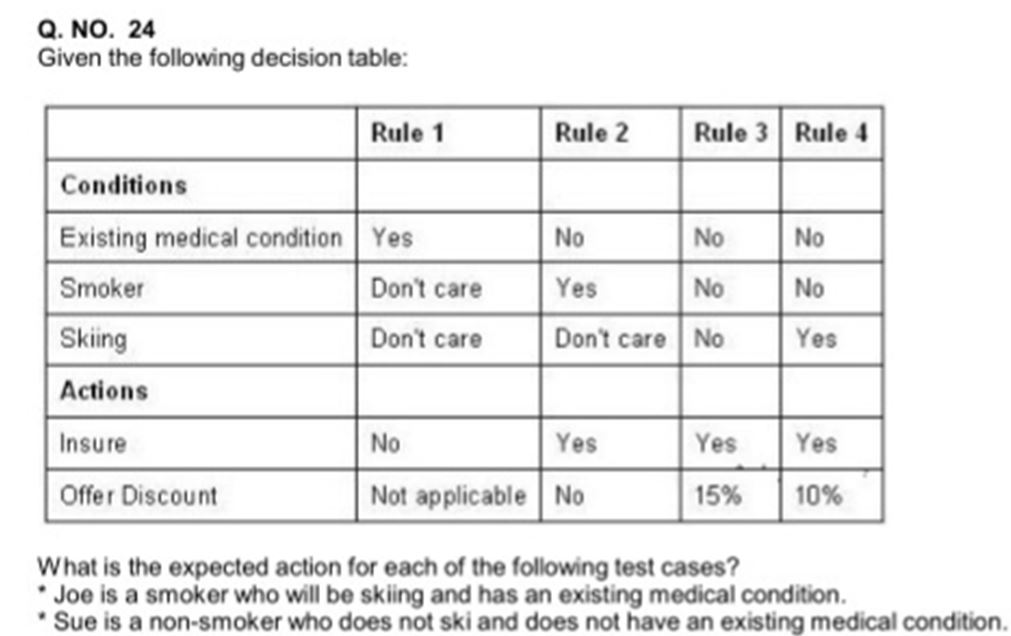 Q. NO. 24
Given the following decision table:
Rule 1 Rule 2 Rule 3 Rule 4
Conditions
Existing medical condition Yes No No No
Smoker Don't care Yes No No
Skiing Don't care Don't care No Yes
Actions
Insure No Yes Yes Yes
Offer Discount Not applicable No 15% 10%
What is the expected action for each of the following test cases?
* Joe is a smoker who will be skiing and has an existing medical condition.
* Sue is a non-smoker who does not ski and does not have an existing medical condition.